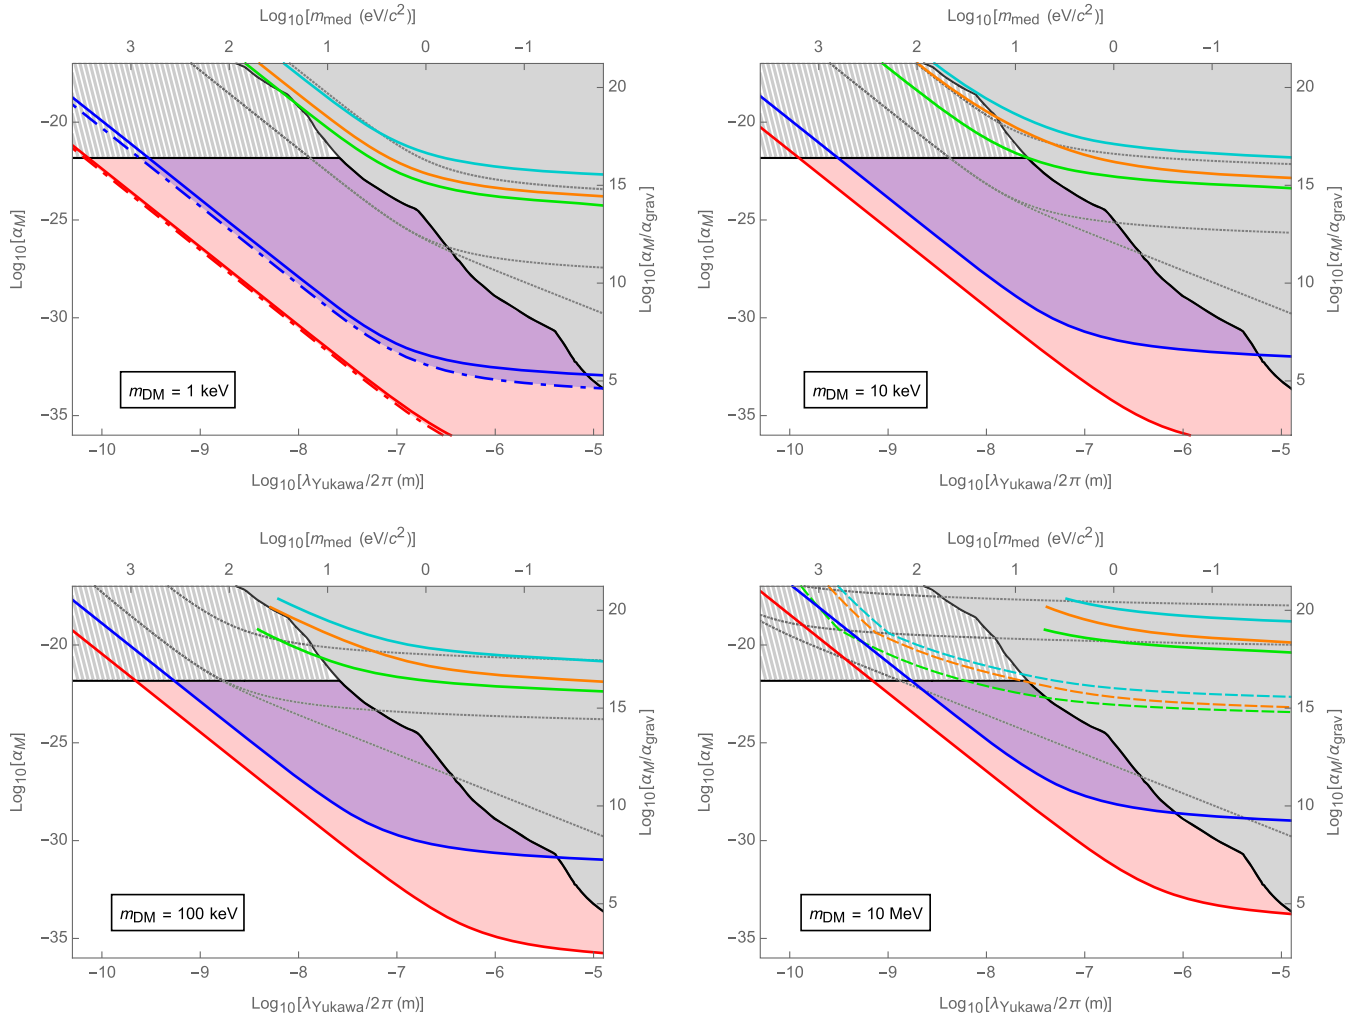 Log10[mmed (eV/c2)]
3 2 1 0 −1
−20
−25
−30
−35
Log10[αM]
20
15
10
5
Log10[αM/αgrav]
mDM = 1 keV
−10 −9 −8 −7 −6 −5
Log10[λYukawa/2π (m)]
Log10[mmed (eV/c2)]
3 2 1 0 −1
−20
−25
−30
−35
Log10[αM]
20
15
10
5
Log10[αM/αgrav]
mDM = 10 keV
−10 −9 −8 −7 −6 −5
Log10[λYukawa/2π (m)]
Log10[mmed (eV/c2)]
3 2 1 0 −1
−20
−25
−30
−35
Log10[αM]
20
15
10
5
Log10[αM/αgrav]
mDM = 100 keV
−10 −9 −8 −7 −6 −5
Log10[λYukawa/2π (m)]
Log10[mmed (eV/c2)]
3 2 1 0 −1
−20
−25
−30
−35
Log10[αM]
20
15
10
5
Log10[αM/αgrav]
mDM = 10 MeV
−10 −9 −8 −7 −6 −5
Log10[λYukawa/2π (m)]